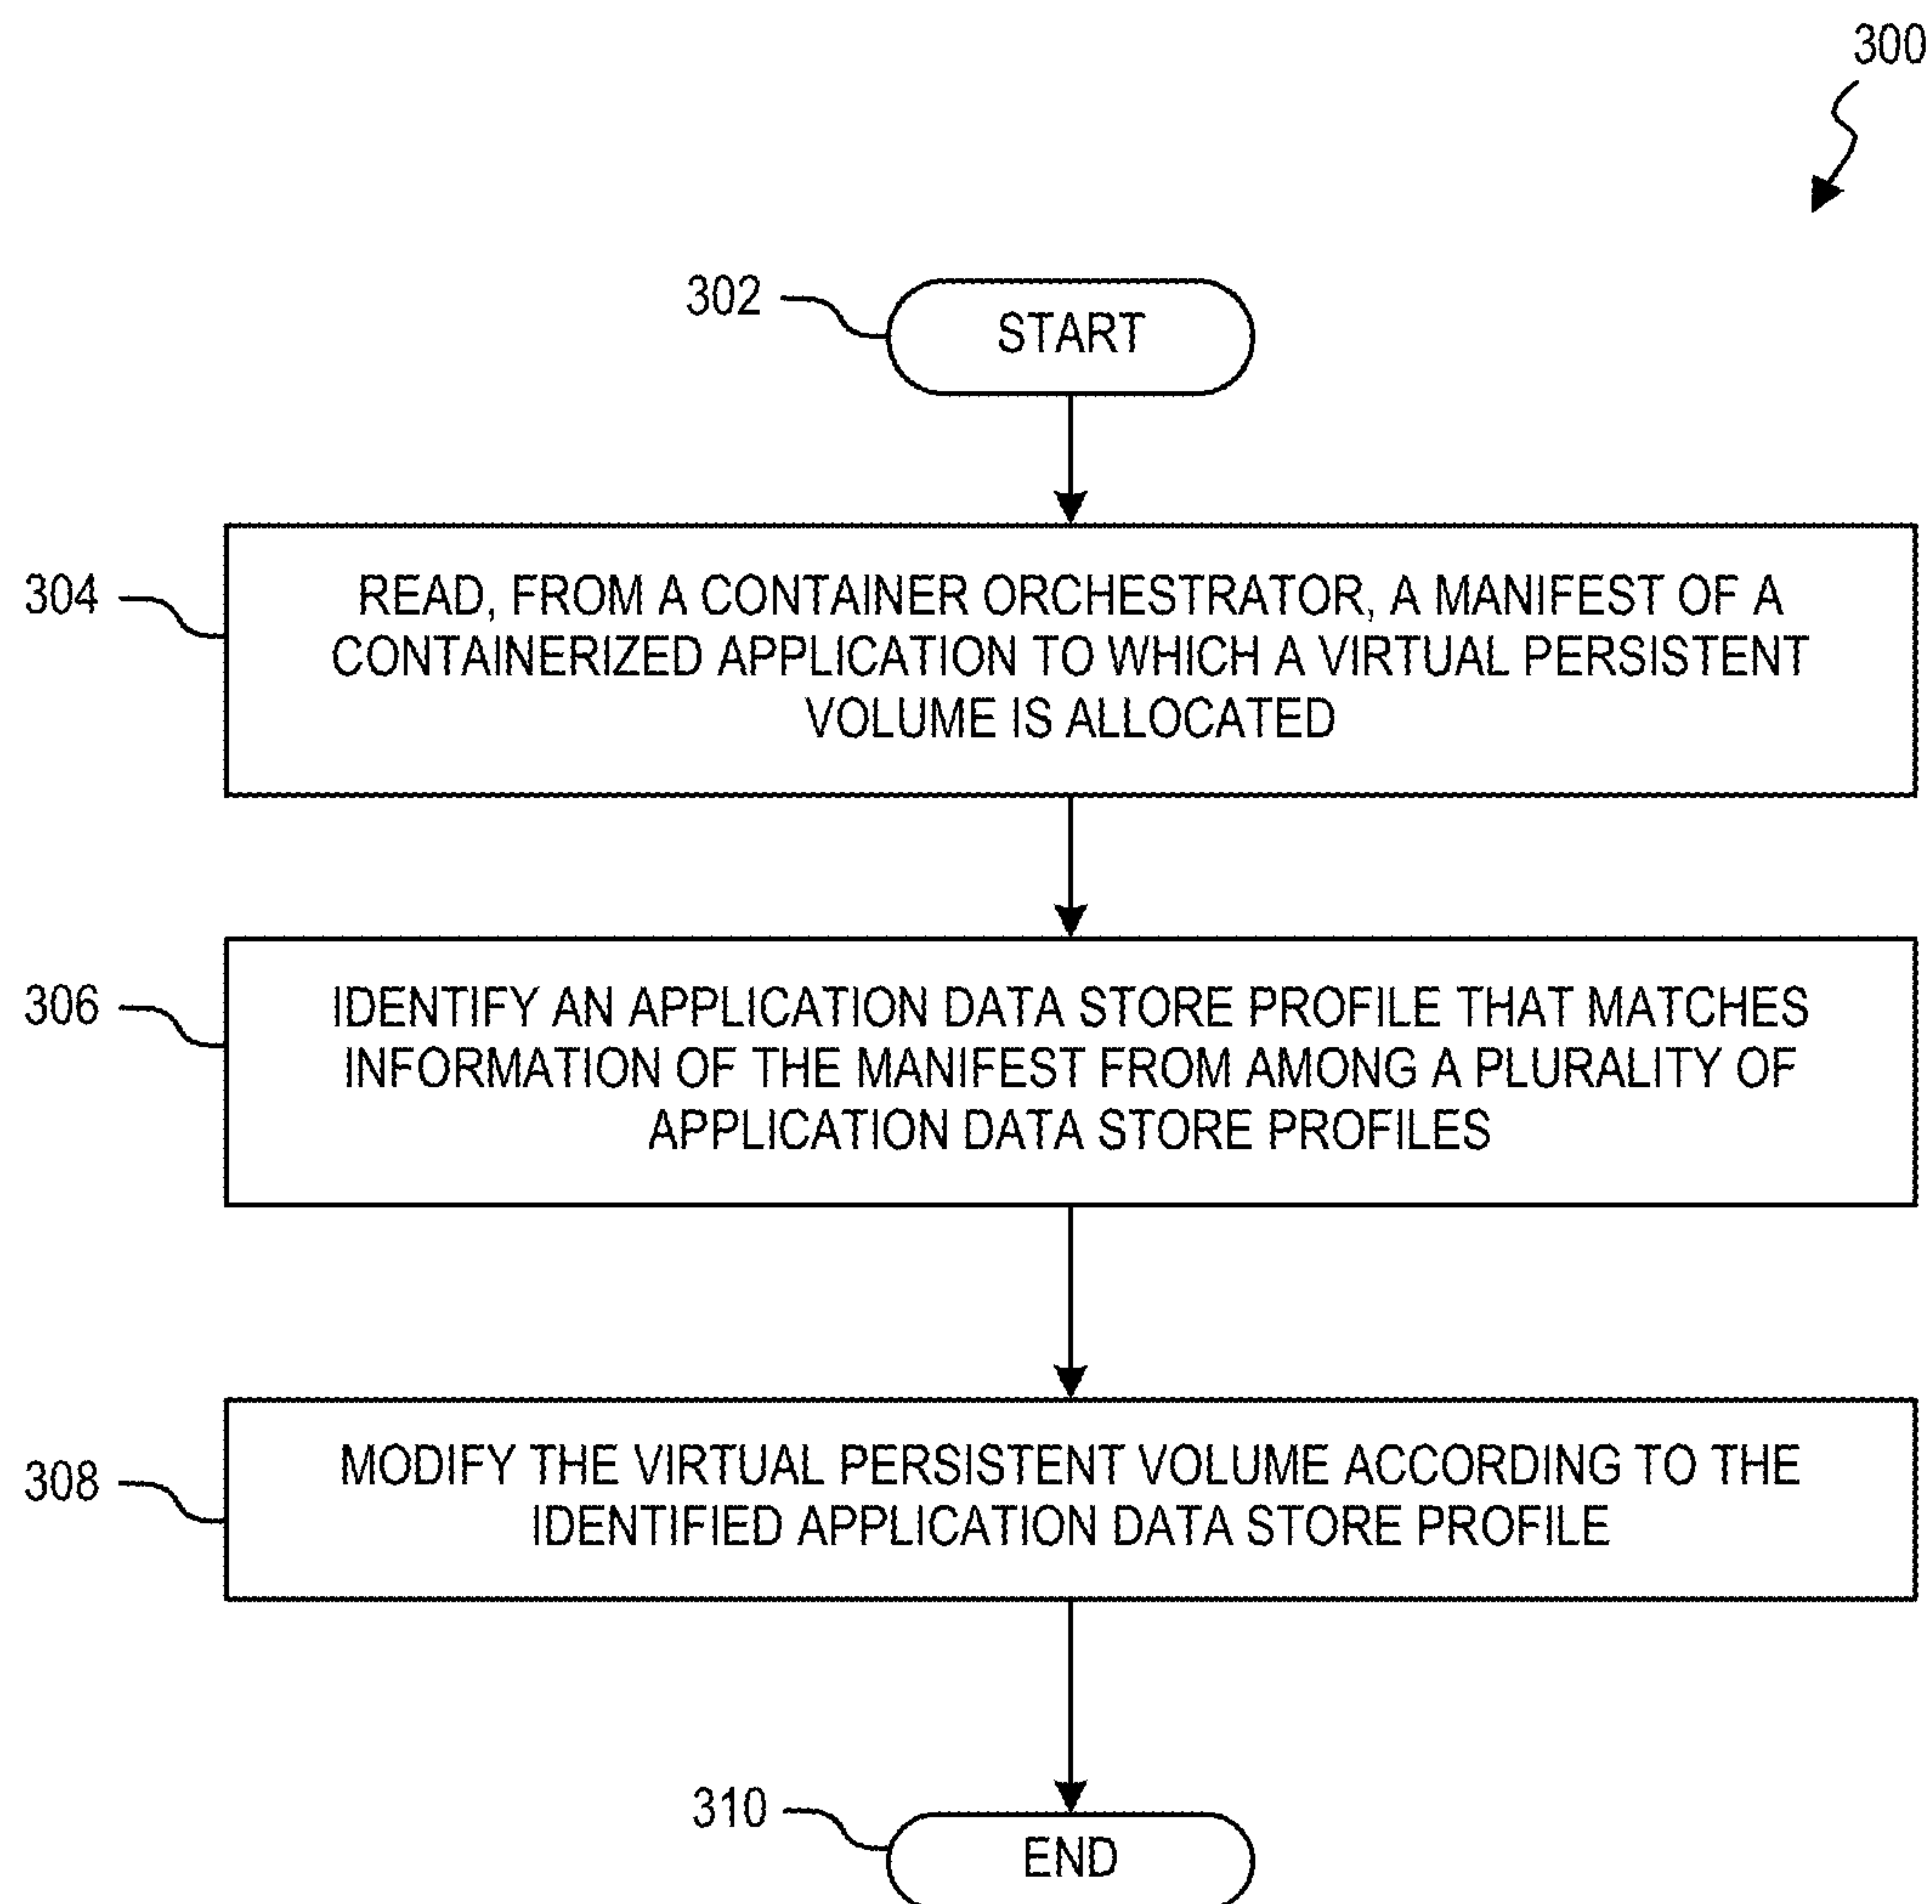 300
302
START
304
READ, FROM A CONTAINER ORCHESTRATOR, A MANIFEST OF A
CONTAINERIZED APPLICATION TO WHICH A VIRTUAL PERSISTENT
VOLUME IS ALLOCATED
306
IDENTIFY AN APPLICATION DATA STORE PROFILE THAT MATCHES
INFORMATION OF THE MANIFEST FROM AMONG A PLURALITY OF
APPLICATION DATA STORE PROFILES
308
MODIFY THE VIRTUAL PERSISTENT VOLUME ACCORDING TO THE
IDENTIFIED APPLICATION DATA STORE PROFILE
310
END